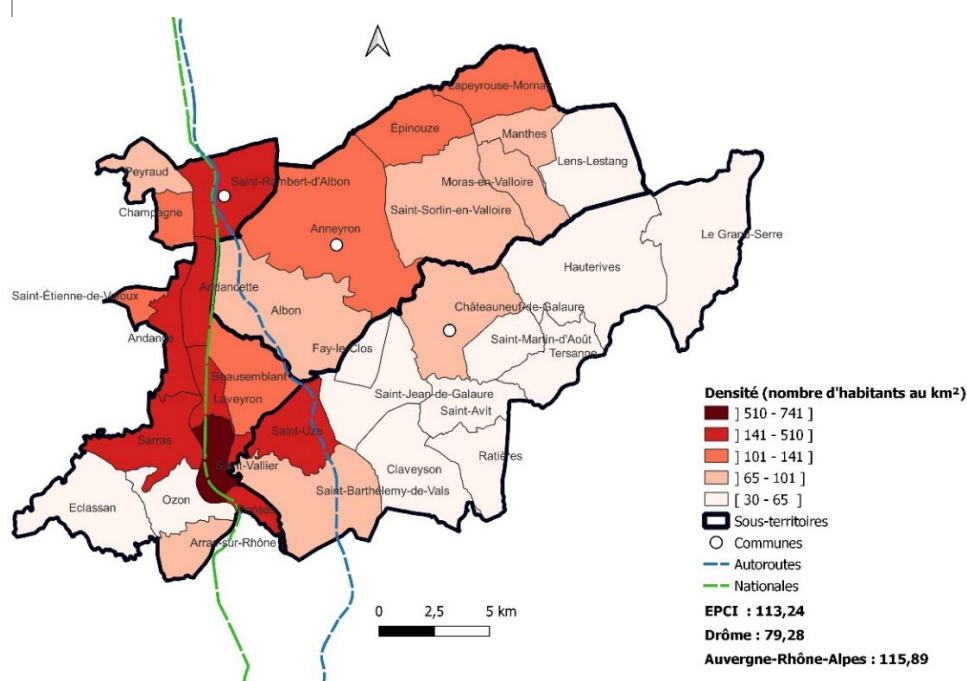 Lapeyrouse-Mornay
Épinouze
Manthes
Lens-Lestang
Peyraud
Saint-Rambert-d'Albon
Moras-en-Valloire
Champagne
Saint-Sorlin-en-Valloire
Anneyron
Le Grand-Serre
Hauterives
Saint-Étienne-de-Valoux
Andancette
Albon
Châteauneuf-de-Galaure
Andance
Saint-Martin-d'Août
Fay-le-Clos
Tersanne
Beausemblant
Laveyron
Saint-Jean-de-Galaure
Saint-Avit
Saint-Uze
Sarras
Ratières
Saint-Vallier
Claveyson
Saint-Barthélemy-de-Vals
Ozon
Eclassan
Ponsas
Arras-sur-Rhône
0 2,5 5 km
Densité (nombre d'habitants au km²)
] 510 - 741 ]
] 141 - 510 ]
] 101 - 141 ]
] 65 - 101 ]
[ 30 - 65 ]
Sous-territoires
Communes
Autoroutes
Nationales
EPCI : 113,24
Drôme : 79,28
Auvergne-Rhône-Alpes : 115,89